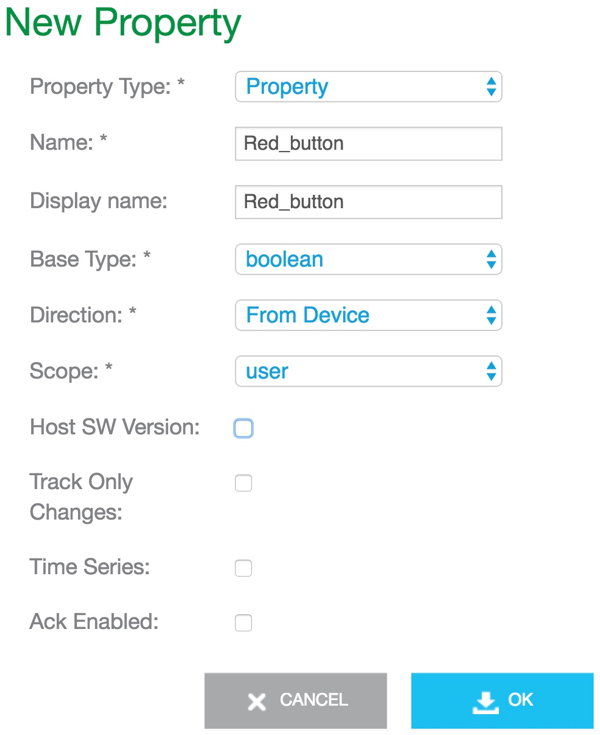 New Property
Property Type: * Property
Name: * Red_button
Display name: Red_button
Base Type: * boolean
Direction: * From Device
Scope: * user
Host SW Version:
Track Only
Changes:
Time Series:
Ack Enabled:
CANCEL OK